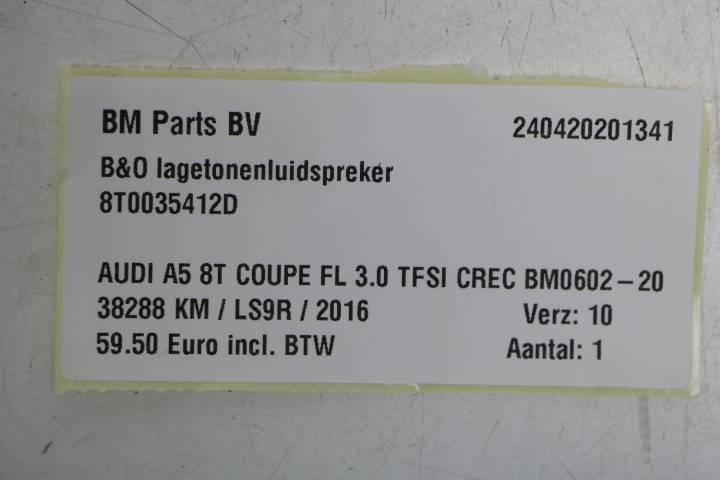 BM Parts BV 240420201341
B&O lagetonenluidspreker
8T0035412D
AUDI A5 8T COUPE FL 3.0 TFSI CREC BM0602-20
38288 KM / LS9R / 2016 Verz: 10
59.50 Euro incl. BTW Aantal: 1